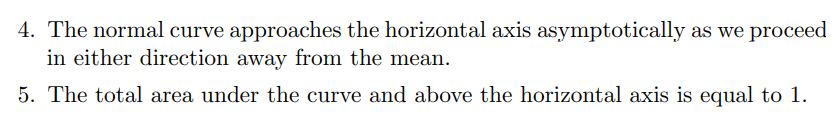 4. The normal curve approaches the horizontal axis asymptotically as we proceed
in either direction away from the mean.
5. The total area under the curve and above the horizontal axis is equal to 1.